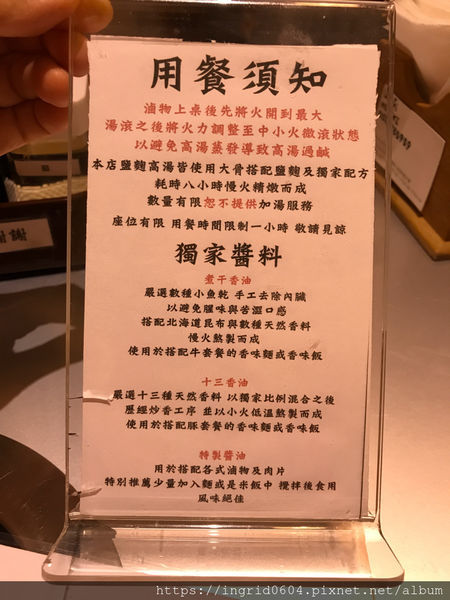 用餐須知
滷物上桌後先將火開到最大
湯滾之後將火力調整至中小火微滾狀態
以避免高湯蒸發導致高湯過鹹
本店鹽麴高湯皆使用大骨搭配鹽麴及獨家配方
耗時八小時慢火精燉而成
數量有限恕不提供加湯服務
座位有限 用餐時間限制一小時 敬請見諒
獨家醬料
煮干香油
嚴選數種小魚乾 手工去除內臟
以避免腥味與苦澀口感
搭配北海道昆布與數種天然香料
慢火熬製而成
使用於搭配牛套餐的香味麵或香味飯
十三香油
嚴選十三種天然香料 以獨家比例混合之後
歷經炒香工序 並以小火低溫熬製而成
使用於搭配豚套餐的香味麵或香味飯
特製醬油
用於搭配各式滷物及肉片
特別推薦少量加入麵或是米飯中 攪拌後食用
風味絕佳
謝謝
https://ingrid0604.pixnet.net/album